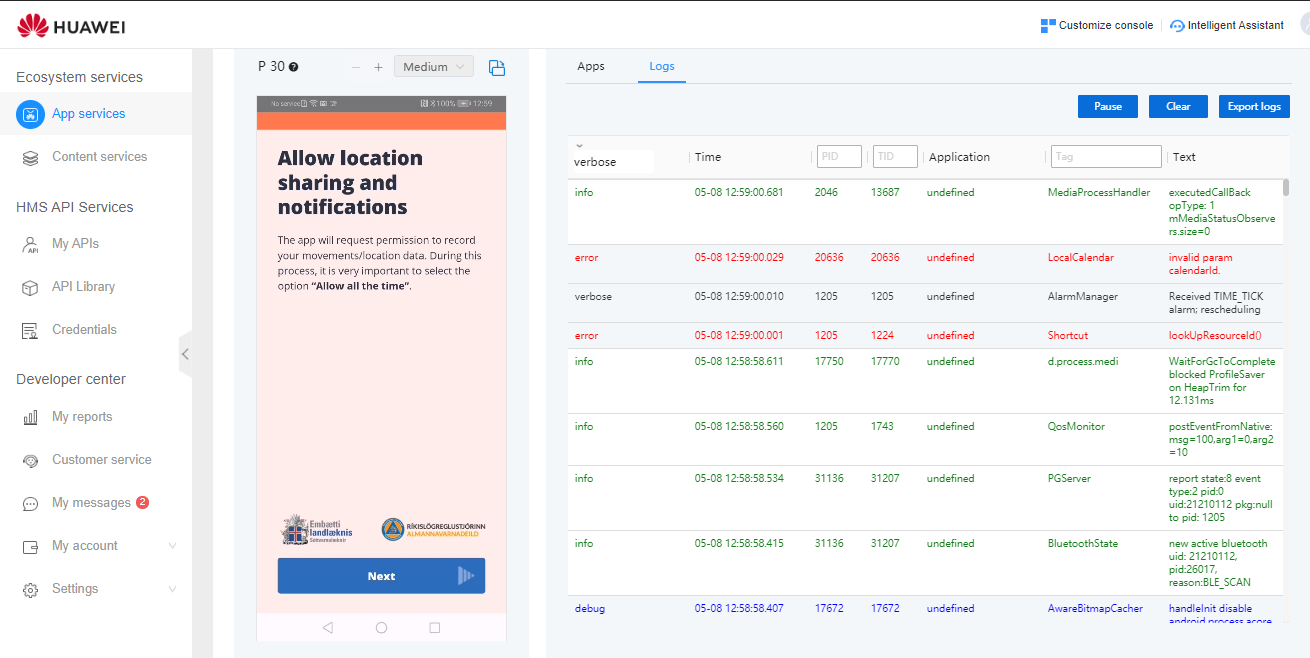 HUAWEI
Customize console
Intelligent Assistant
Ecosystem services
App services
Content services
HMS API Services
API
My APIs
API Library
Credentials
Developer center
My reports
Customer service
My messages 2
My account
Settings
P 30 ?
Medium
No service
100% 12:59
Allow location
sharing and
notifications
The app will request permission to record
your movements/location data. During this
process, it is very important to select the
option “Allow all the time”.
Embætti
landlæknis
Sóttvarnalæknir
RÍKISLÖGREGLUSTJÓRINN
ALMANNAVARNADEILD
Next
Apps Logs
Pause Clear Export logs
verbose Time PID TID Application Tag Text
info 05-08 12:59:00.681 2046 13687 undefined MediaProcessHandler executedCallBack
opType: 1
mMediaStatusObserve
rs.size=0
error 05-08 12:59:00.029 20636 20636 undefined LocalCalendar invalid param
calendarId.
verbose 05-08 12:59:00.010 1205 1205 undefined AlarmManager Received TIME_TICK
alarm; rescheduling
error 05-08 12:59:00.001 1205 1224 undefined Shortcut lookUpResourceId()
info 05-08 12:58:58.611 17750 17770 undefined d.process.medi WaitForGcToComplete
blocked ProfileSaver
on HeapTrim for
12.131ms
info 05-08 12:58:58.560 1205 1743 undefined QosMonitor postEventFromNative:
msg=100,arg1=0,arg2
=10
info 05-08 12:58:58.534 31136 31207 undefined PGServer report state:8 event
type:2 pid:0
uid:21210112 pkg:null
to pid: 1205
info 05-08 12:58:58.415 31136 31207 undefined BluetoothState new active bluetooth
uid: 21210112,
pid:26017,
reason:BLE_SCAN
debug 05-08 12:58:58.407 17672 17672 undefined AwareBitmapCacher handleInit disable
android.process.acore